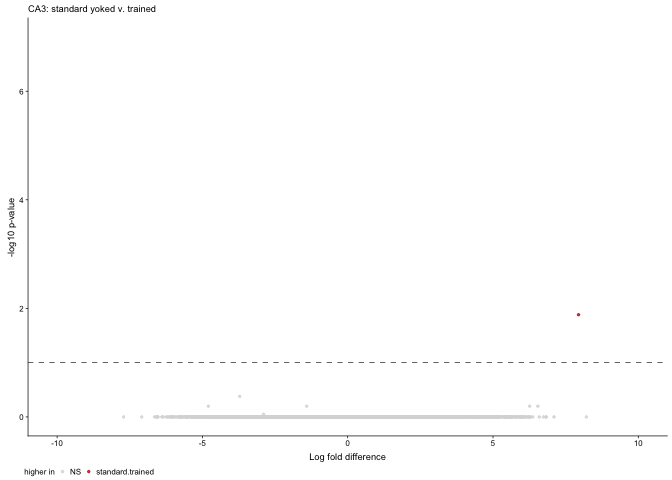 CA3: standard yoked v. trained
6
4
2
0
-log10 p-value
-10
-5
0
5
10
Log fold difference
higher in NS standard.trained